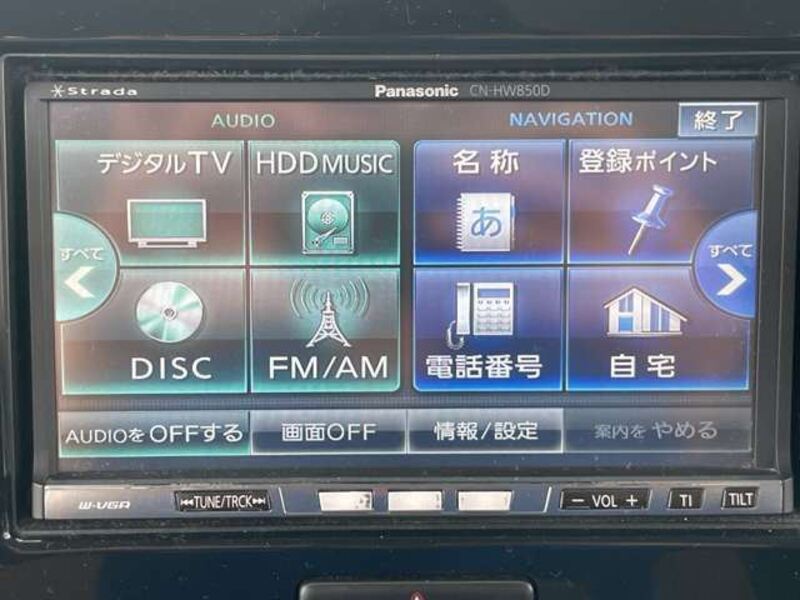 Strada
Panasonic CN-HW850D
AUDIO
NAVIGATION
終了
デジタルTV
HDD MUSIC
名称
登録ポイント
あ
すべて
すべて
DISC
FM/AM
電話番号
自宅
AUDIOを OFFする
画面OFF
情報/設定
案内を やめる
W-VGA
TUNE/TRCK
− VOL +
TI
TILT